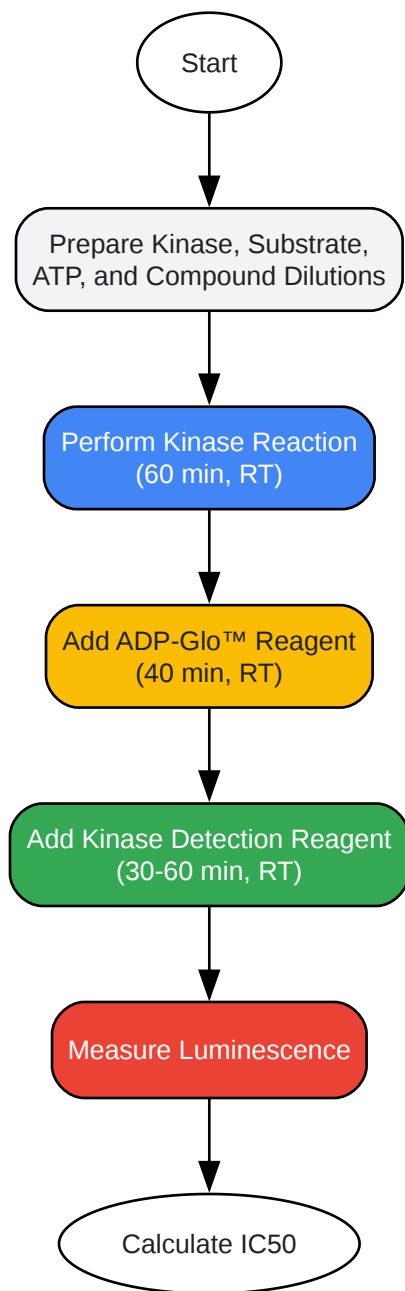 Start
Prepare Kinase, Substrate,
ATP, and Compound Dilutions
Perform Kinase Reaction
(60 min, RT)
Add ADP-Glo™ Reagent
(40 min, RT)
Add Kinase Detection Reagent
(30-60 min, RT)
Measure Luminescence
Calculate IC50